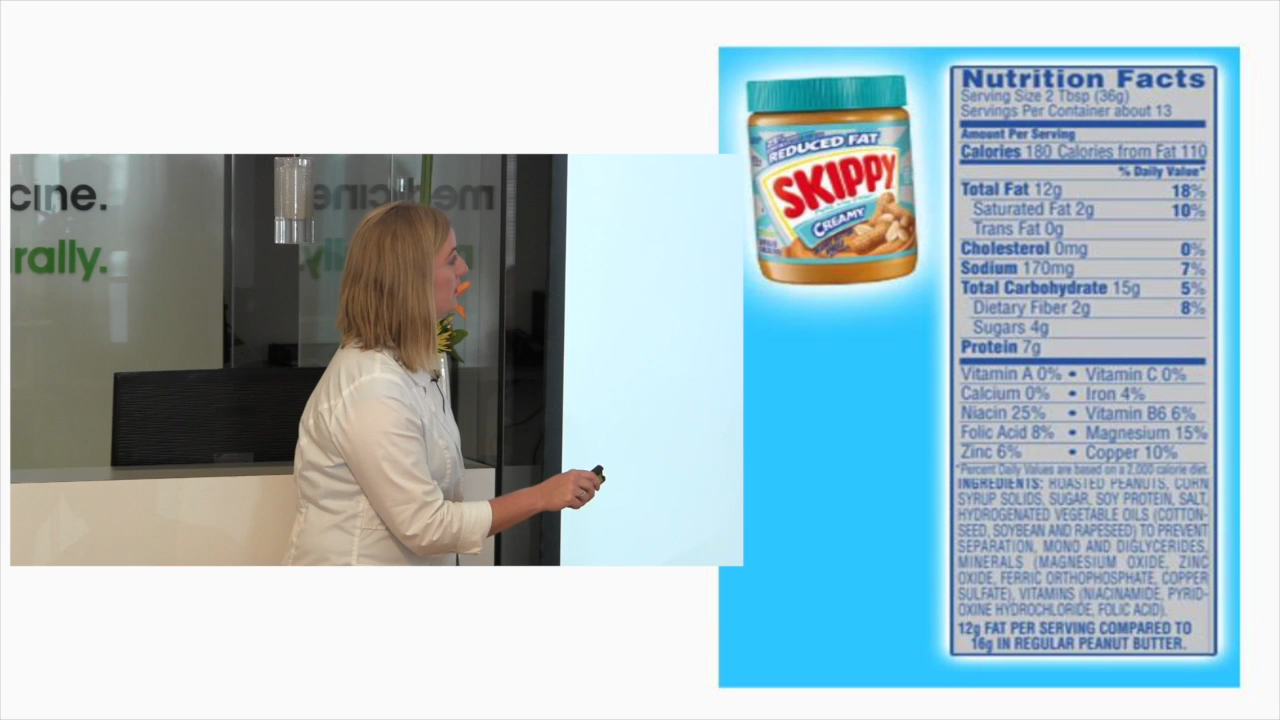 cine.
rally.
medicine
REDUCED FAT
SKIPPY
CREAMY
Nutrition Facts
Serving Size 2 Tbsp (36g)
Servings Per Container about 13
Amount Per Serving
Calories 180 Calories from Fat 110
% Daily Value*
Total Fat 12g 18%
Saturated Fat 2g 10%
Trans Fat 0g
Cholesterol 0mg 0%
Sodium 170mg 7%
Total Carbohydrate 15g 5%
Dietary Fiber 2g 8%
Sugars 4g
Protein 7g
Vitamin A 0% • Vitamin C 0%
Calcium 0% • Iron 4%
Niacin 25% • Vitamin B6 6%
Folic Acid 8% • Magnesium 15%
Zinc 6% • Copper 10%
*Percent Daily Values are based on a 2,000 calorie diet.
INGREDIENTS: ROASTED PEANUTS, CORN
SYRUP SOLIDS, SUGAR, SOY PROTEIN, SALT,
HYDROGENATED VEGETABLE OILS (COTTON-
SEED, SOYBEAN AND RAPESEED) TO PREVENT
SEPARATION, MONO AND DIGLYCERIDES,
MINERALS (MAGNESIUM OXIDE, ZINC
OXIDE, FERRIC ORTHOPHOSPHATE, COPPER
SULFATE), VITAMINS (NIACINAMIDE, PYRID-
OXINE HYDROCHLORIDE, FOLIC ACID).
12g FAT PER SERVING COMPARED TO
16g IN REGULAR PEANUT BUTTER.